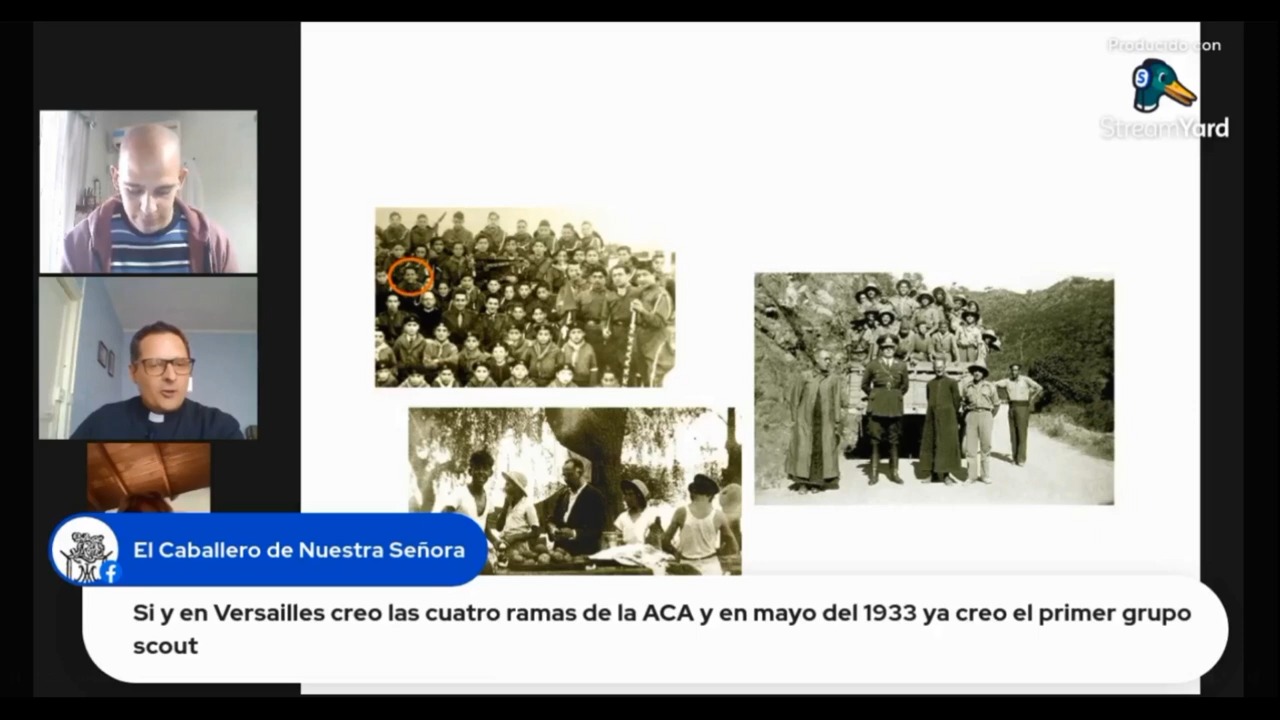 Producido con
StreamYard
El Caballero de Nuestra Señora
Si y en Versailles creo las cuatro ramas de la ACA y en mayo del 1933 ya creo el primer grupo
scout